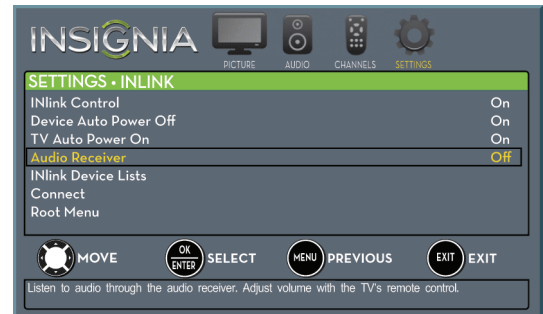 INSIGNIA
PICTURE AUDIO CHANNELS SETTINGS
SETTINGS • INLINK
INlink Control On
Device Auto Power Off On
TV Auto Power On On
Audio Receiver Off
INlink Device Lists
Connect
Root Menu
MOVE OK ENTER SELECT MENU PREVIOUS EXIT EXIT
Listen to audio through the audio receiver. Adjust volume with the TV's remote control.